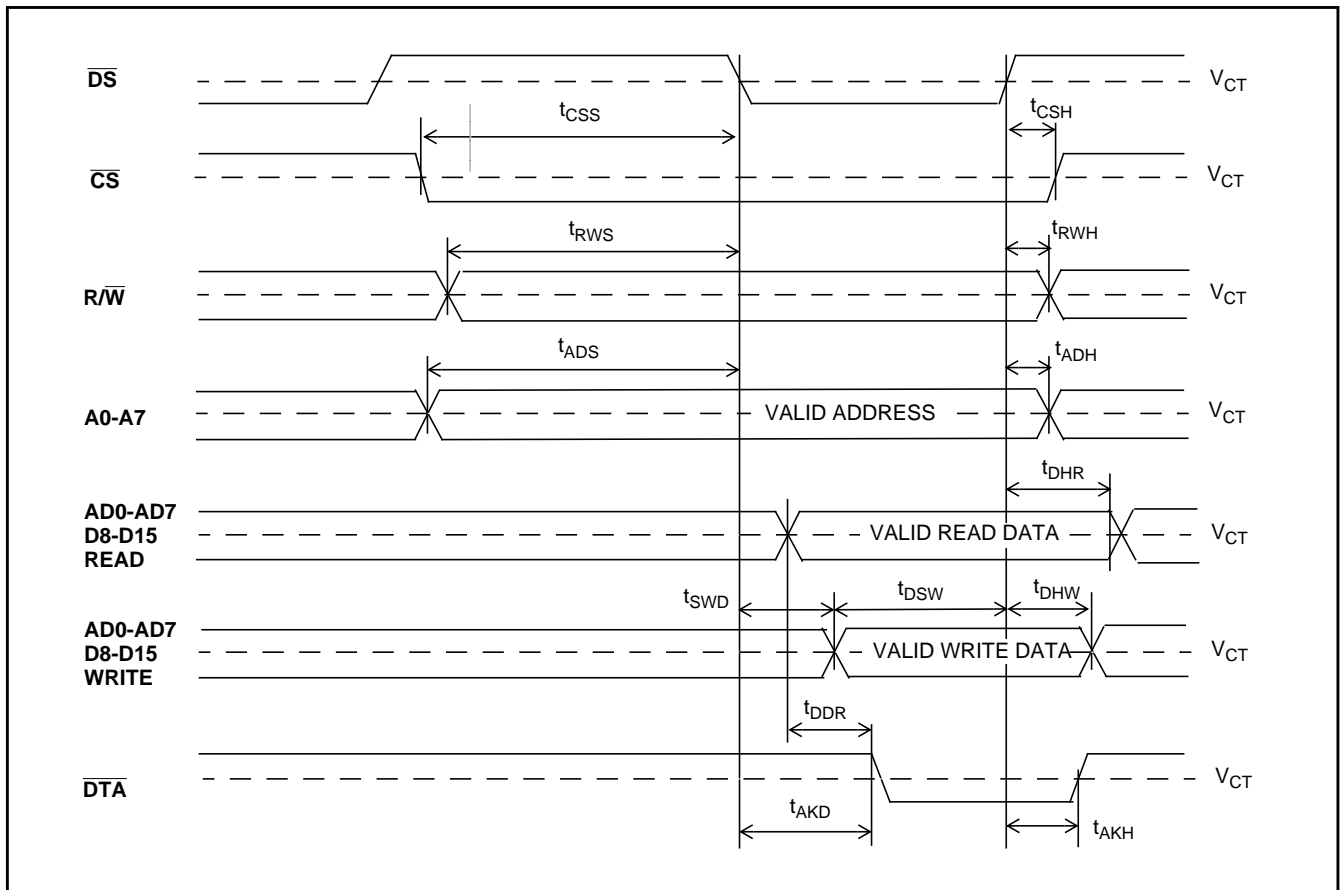 DS
VCT
tCSS
tCSH
CS
VCT
tRWS
tRWH
R/W
VCT
tADS
tADH
A0-A7
VALID ADDRESS
VCT
tDHR
AD0-AD7
D8-D15
READ
VALID READ DATA
VCT
tSWD
tDSW
tDHW
AD0-AD7
D8-D15
WRITE
VALID WRITE DATA
VCT
tDDR
DTA
VCT
tAKD
tAKH